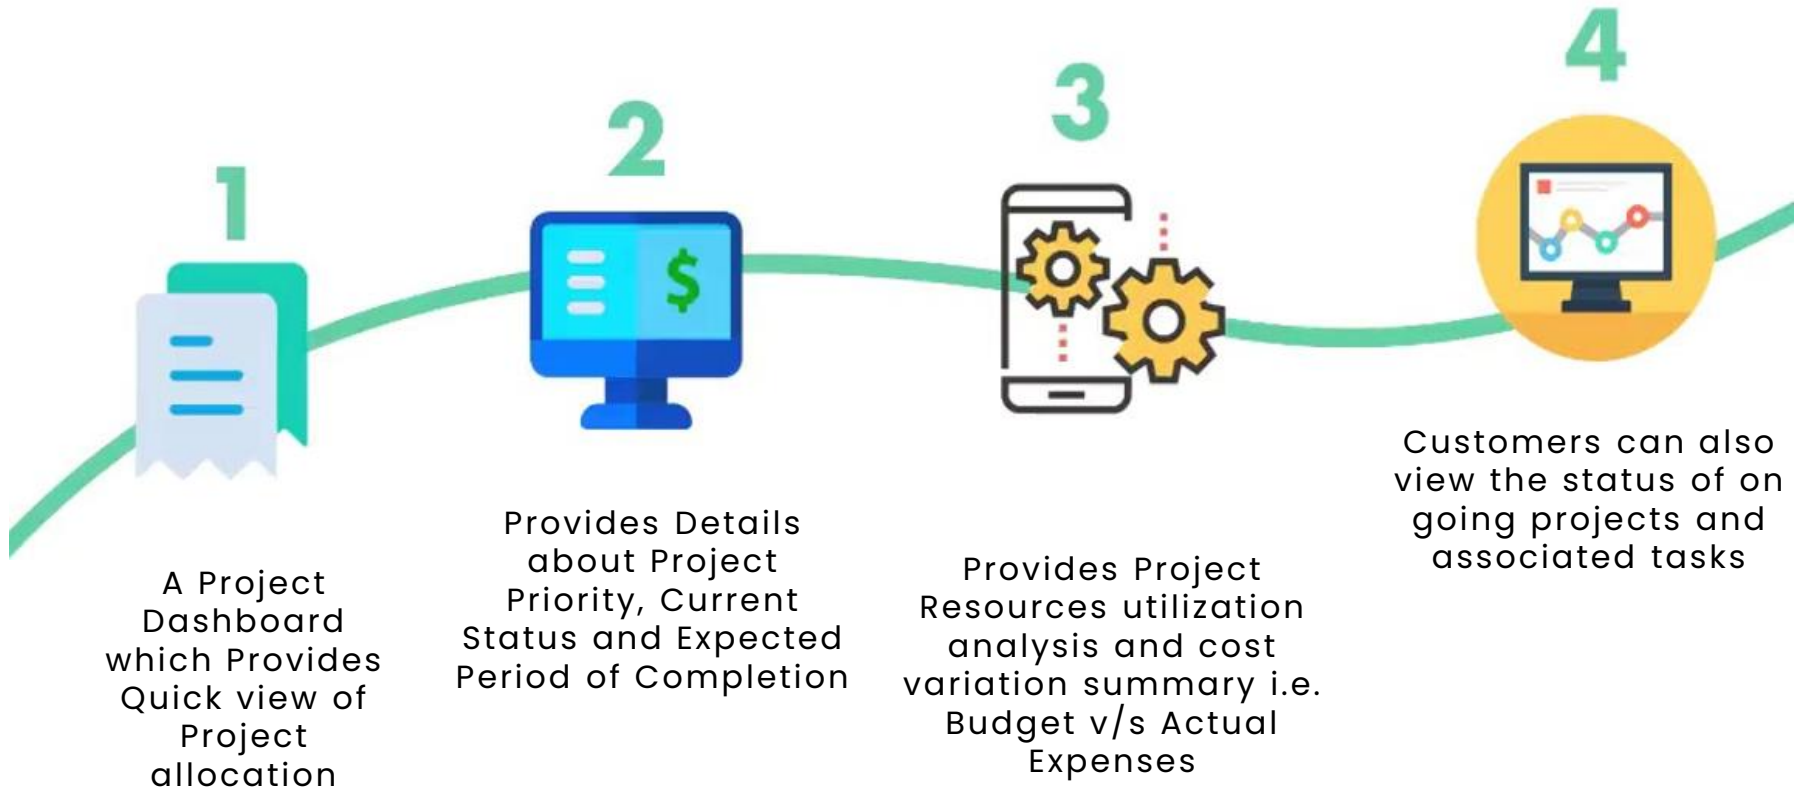 1
A Project
Dashboard
which Provides
Quick view of
Project
allocation
2
$
Provides Details
about Project
Priority, Current
Status and Expected
Period of Completion
3
Provides Project
Resources utilization
analysis and cost
variation summary i.e.
Budget v/s Actual
Expenses
4
Customers can also
view the status of on
going projects and
associated tasks